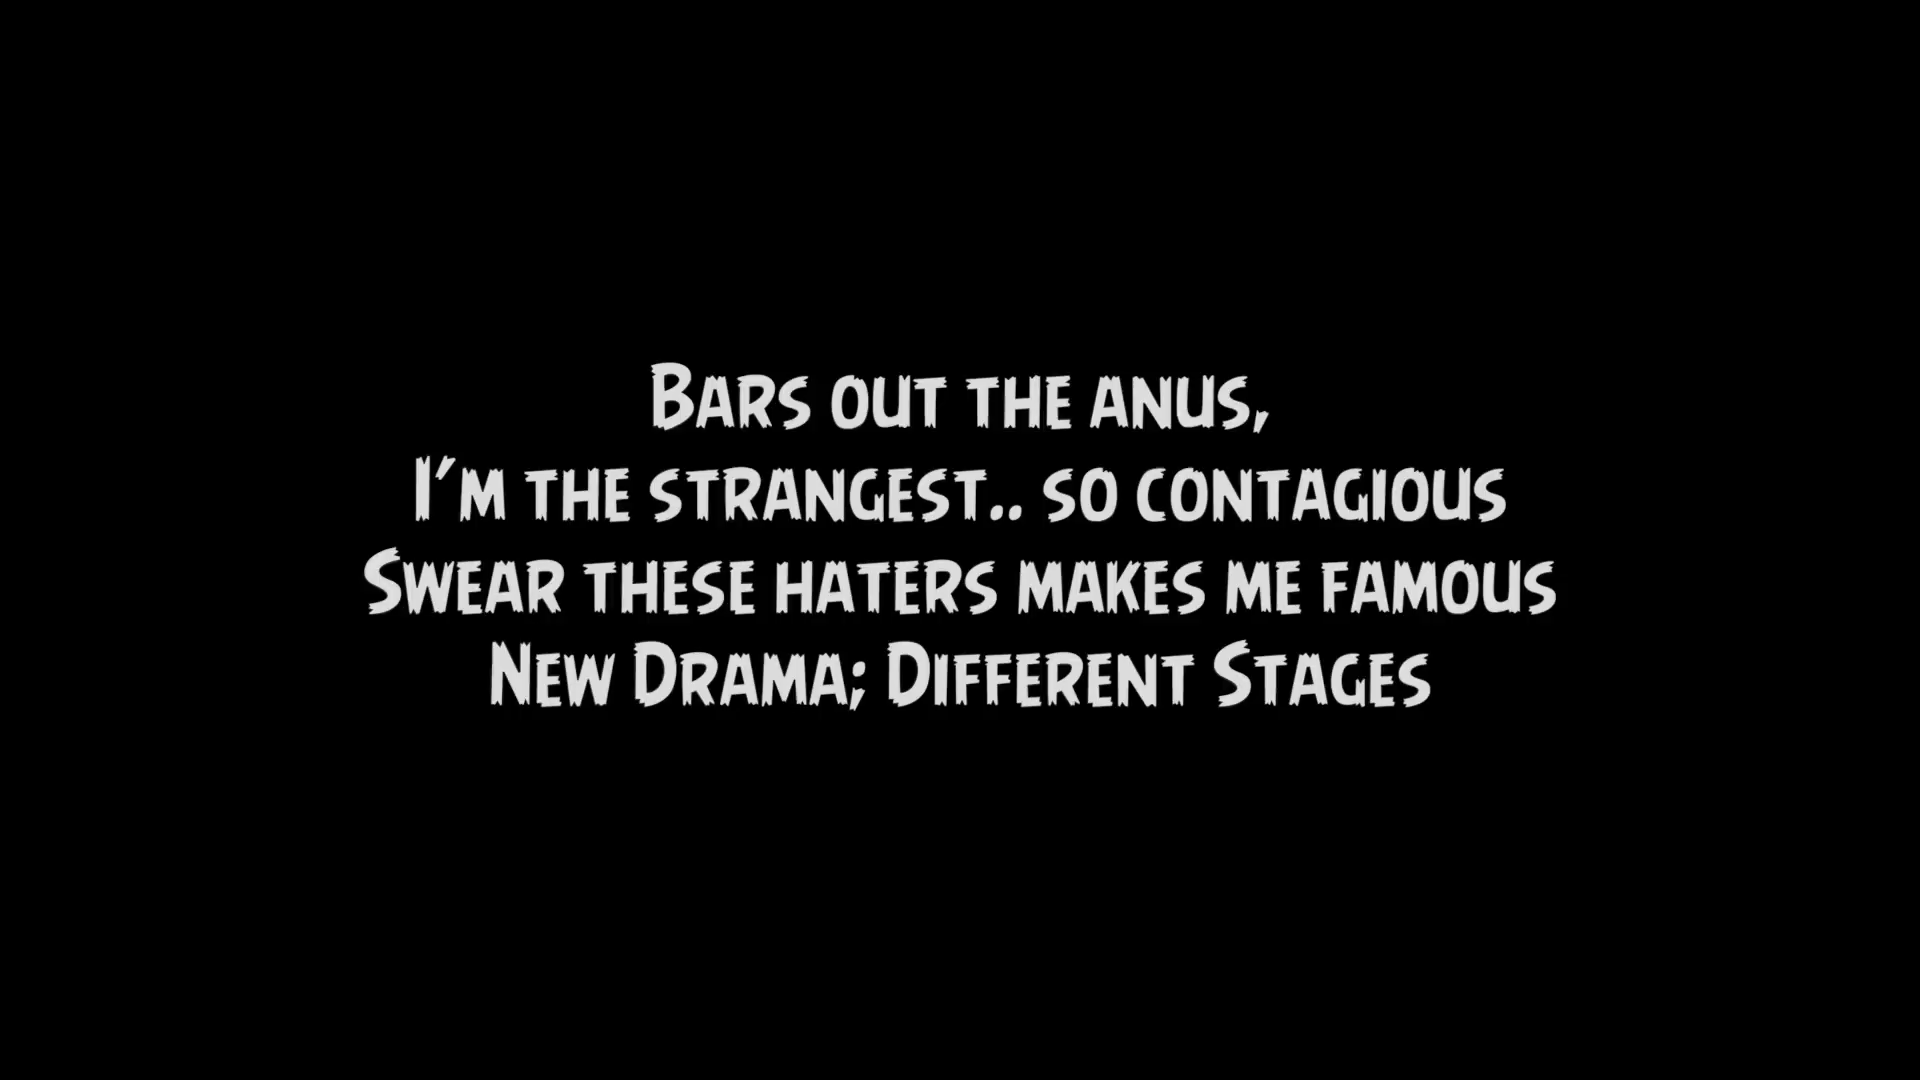 Bars out the anus,
I'm the strangest.. so contagious
Swear these haters makes me famous
New Drama; Different Stages